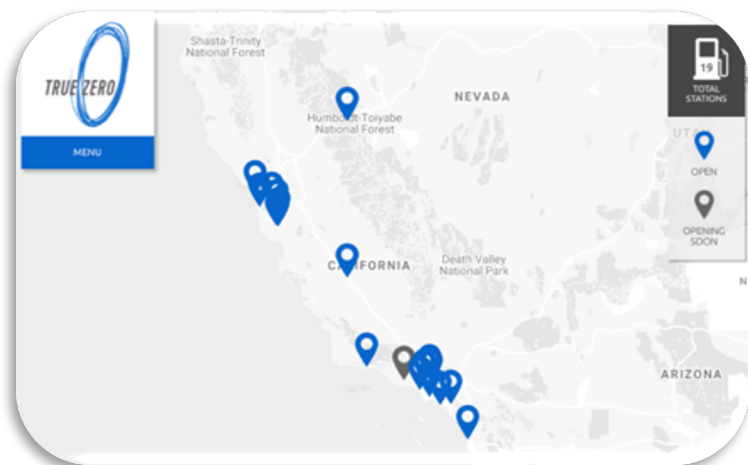 Shasta-Trinity
National Forest
TRUE ZERO
MENU
NEVADA
Humboldt-Toiyabe
National Forest
19
TOTAL
STATIONS
UTAH
OPEN
OPENING
SOON
CALIFORNIA
Death Valley
National Park
N
ARIZONA